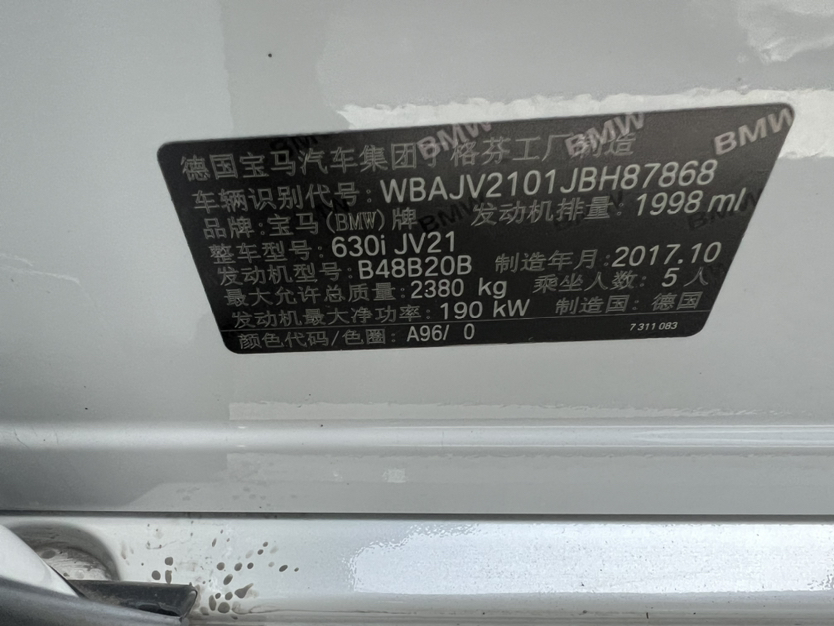 德国宝马汽车集团丁格芬工厂制造
车辆识别代号: WBAJV2101JBH87868
品牌: 宝马(BMW)牌 发动机排量: 1998 ml
整车型号: 630i JV21
发动机型号: B48B20B 制造年月: 2017.10
最大允许总质量: 2380 kg 乘坐人数: 5 人
发动机最大净功率: 190 kW 制造国: 德国
颜色代码/色圈: A96/ 0 7 311 083
BMW BMW BMW